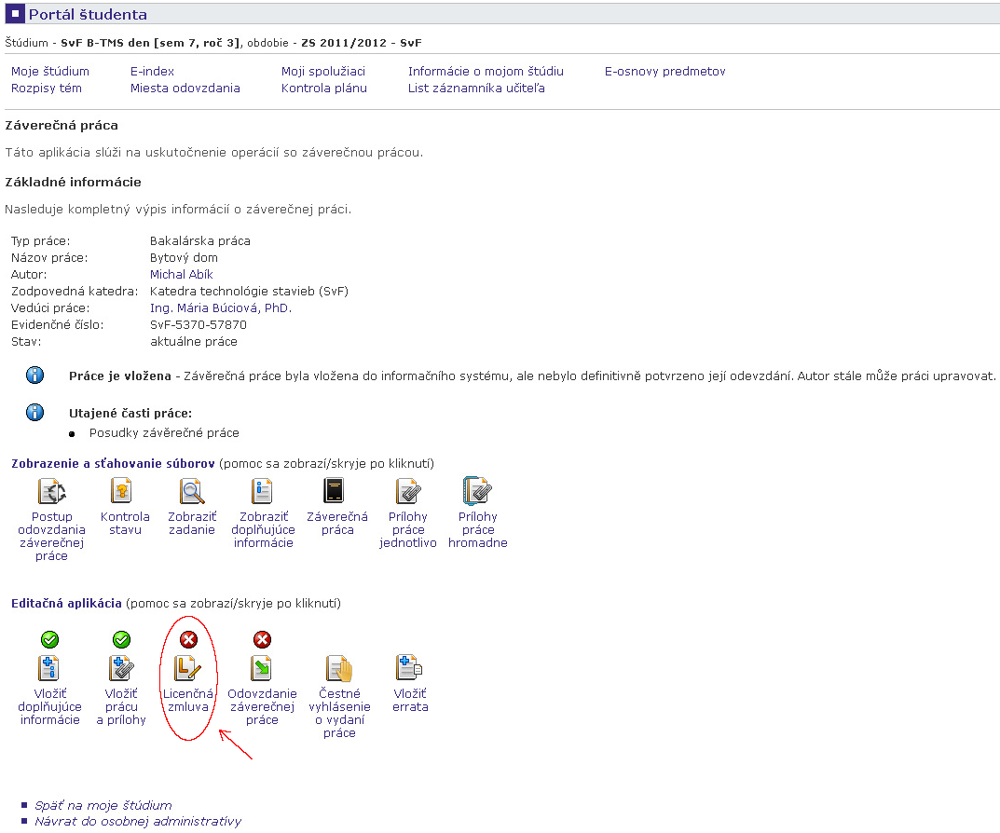 Portál študenta
Štúdium - SvF B-TMS den [sem 7, roč 3], obdobie - ZS 2011/2012 - SvF
Moje štúdium E-index Moji spolužiaci Informácie o mojom štúdiu E-osnovy predmetov
Rozpisy tém Miesta odovzdania Kontrola plánu List záznamníka učiteľa
Záverečná práca
Táto aplikácia slúži na uskutočnenie operácií so záverečnou prácou.
Základné informácie
Nasleduje kompletný výpis informácií o záverečnej práci.
Typ práce: Bakalárska práca
Názov práce: Bytový dom
Autor: Michal Abík
Zodpovedná katedra: Katedra technológie stavieb (SvF)
Vedúci práce: Ing. Mária Búciová, PhD.
Evidenčné číslo: SvF-5370-57870
Stav: aktuálne práce
Práce je vložena - Závěrečná práce byla vložena do informačního systému, ale nebylo definitivně potvrzeno její odevzdání. Autor stále může práci upravovat.
Utajené časti práce:
Posudky závěrečné práce
Zobrazenie a sťahovanie súborov (pomoc sa zobrazí/skryje po kliknutí)
Postup odovzdania záverečnej práce
Kontrola stavu
Zobraziť zadanie
Zobraziť doplňujúce informácie
Záverečná práca
Prílohy práce jednotlivo
Prílohy práce hromadne
Editačná aplikácia (pomoc sa zobrazí/skryje po kliknutí)
Vložiť doplňujúce informácie
Vložiť prácu a prílohy
Licenčná zmluva
Odovzdanie záverečnej práce
Čestné vyhlásenie o vydaní práce
Vložiť errata
Späť na moje štúdium
Návrat do osobnej administratívy